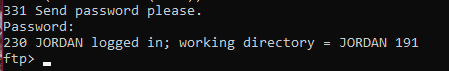 331 Send password please.
Password:
230 JORDAN logged in; working directory = JORDAN 191
ftp>